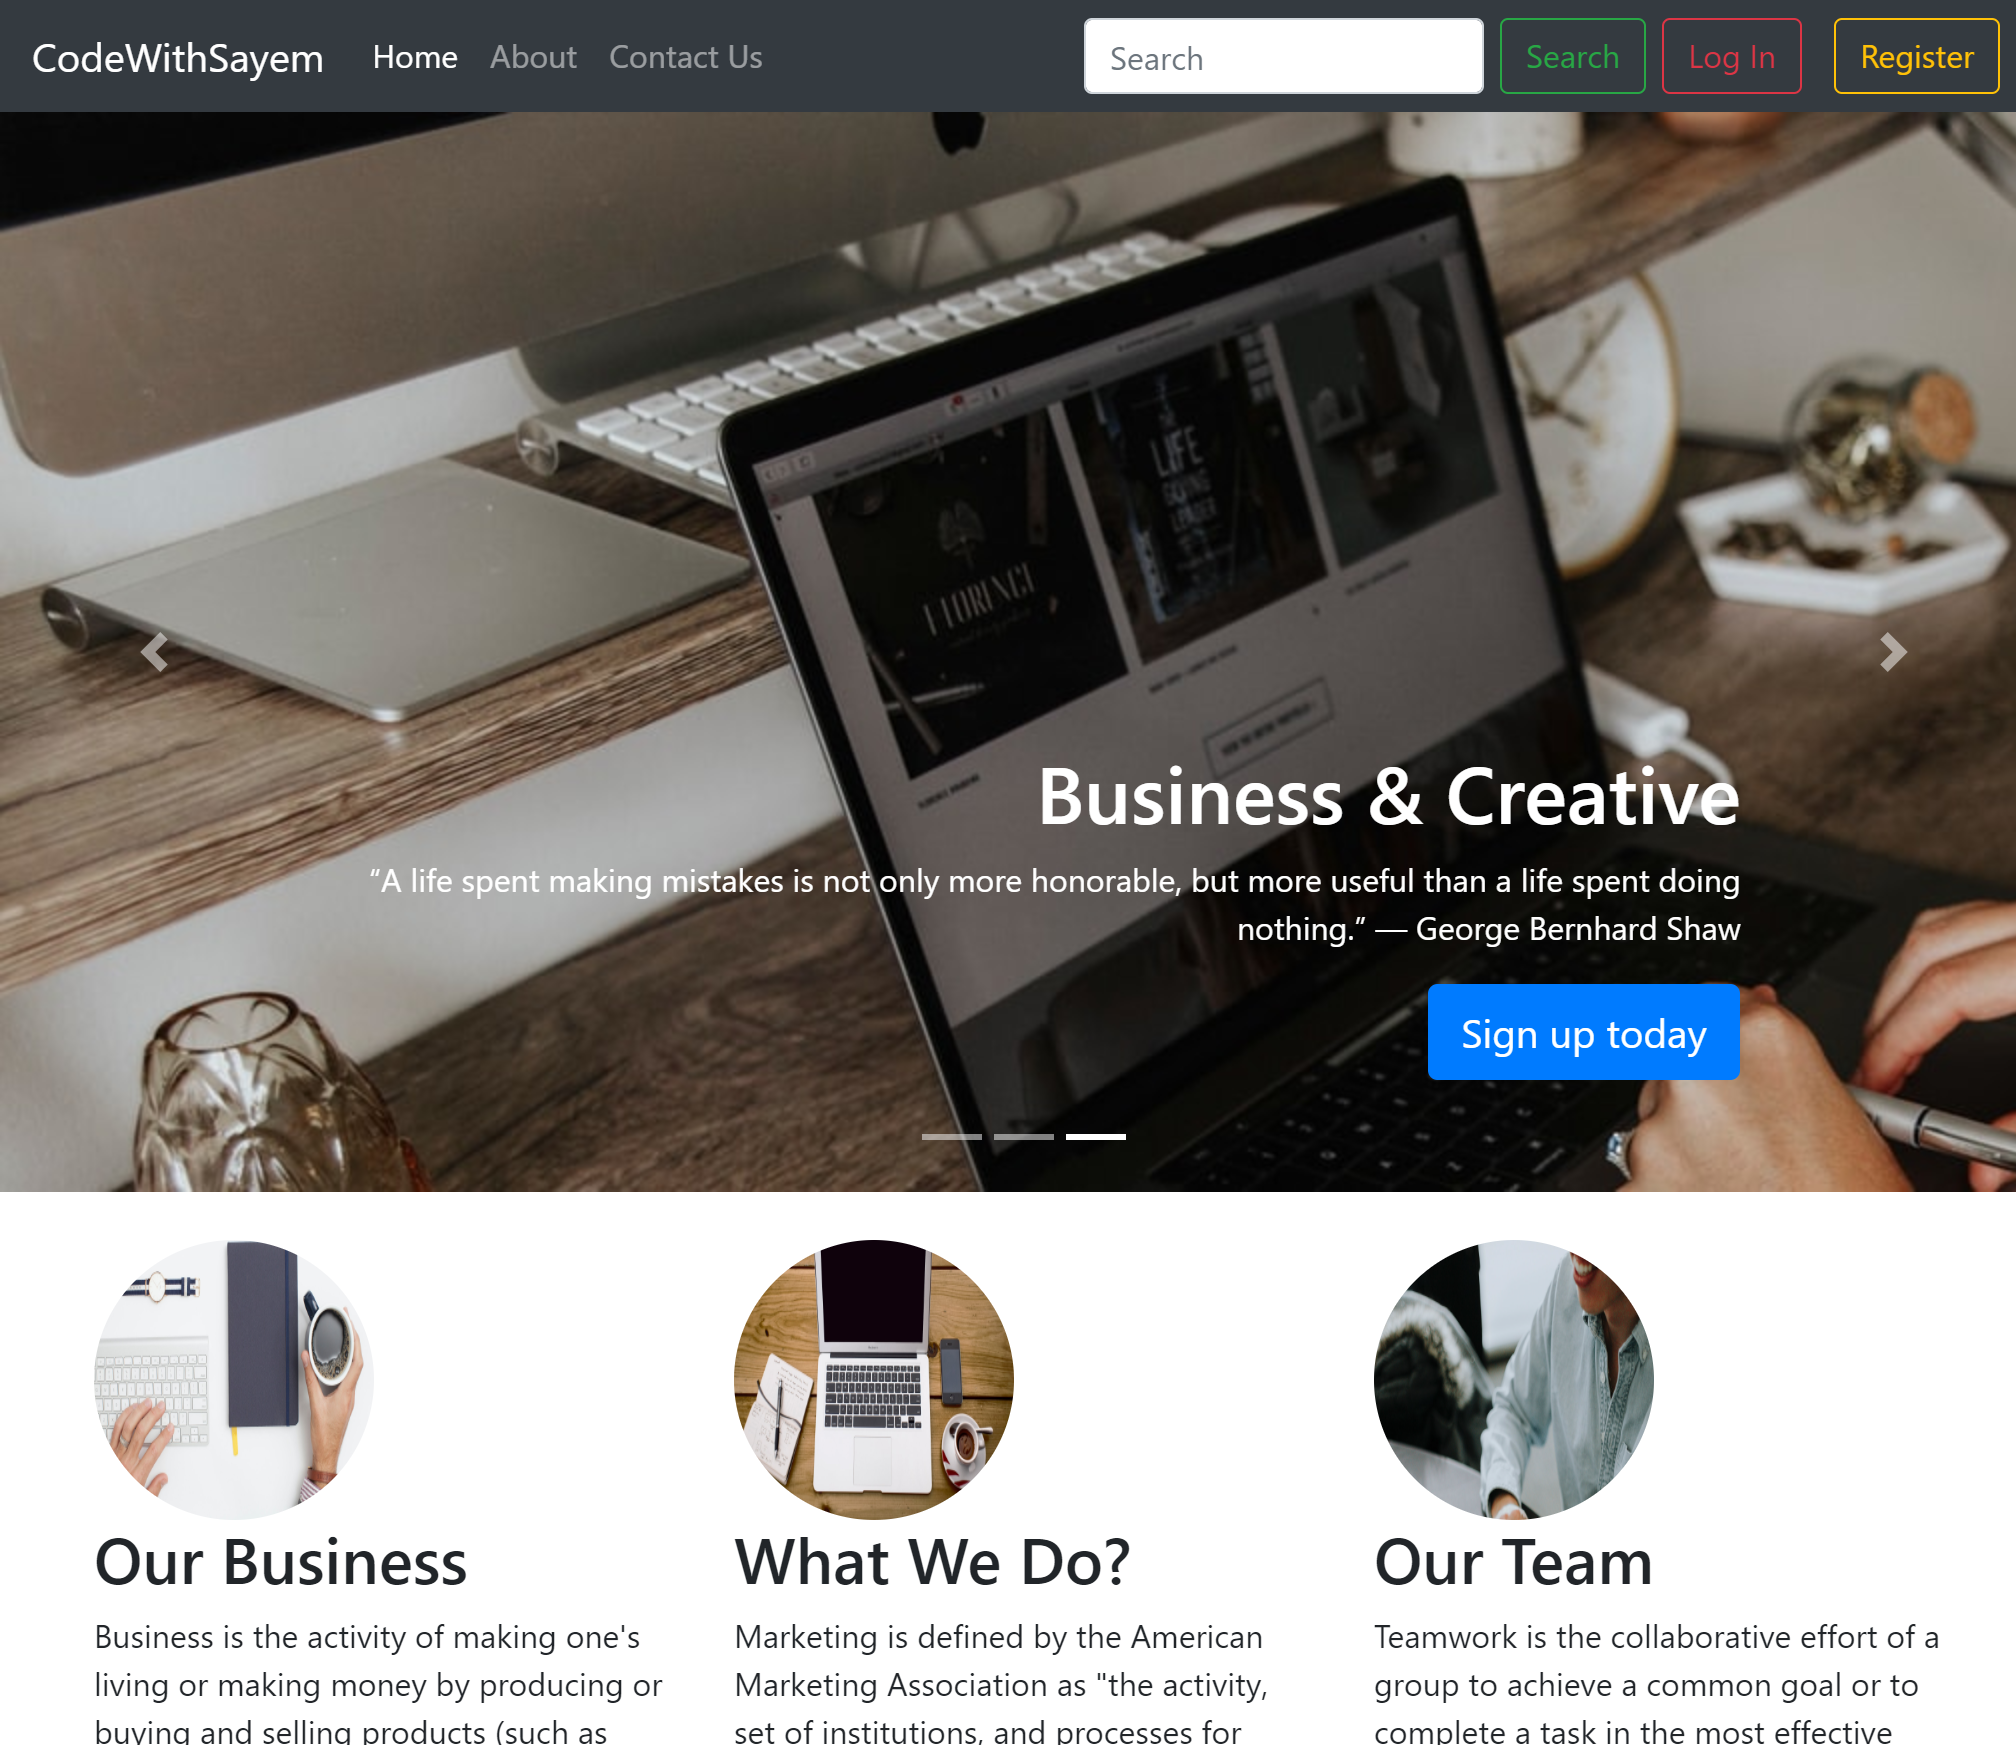 CodeWithSayem Home About Contact Us Search Search Log In Register
LIFE
Business & Creative
“A life spent making mistakes is not only more honorable, but more useful than a life spent doing
nothing.” — George Bernhard Shaw
Sign up today
Our Business
Business is the activity of making one's
living or making money by producing or
buying and selling products (such as
What We Do?
Marketing is defined by the American
Marketing Association as "the activity,
set of institutions, and processes for
Our Team
Teamwork is the collaborative effort of a
group to achieve a common goal or to
complete a task in the most effective